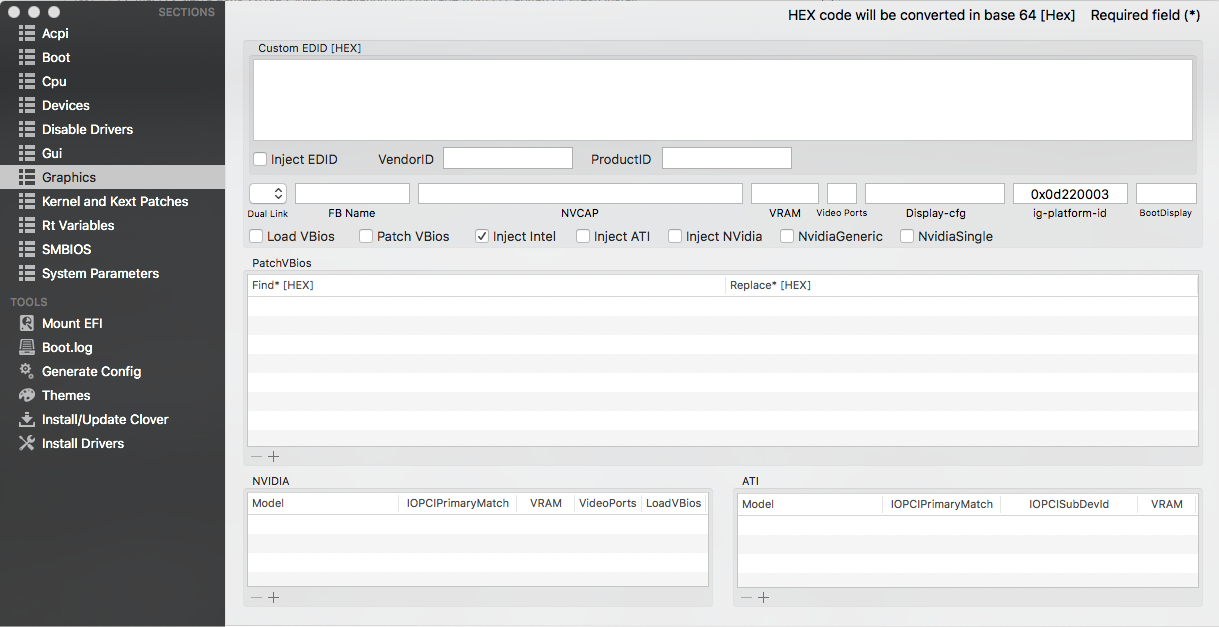 SECTIONS
Acpi
Boot
Cpu
Devices
Disable Drivers
Gui
Graphics
Kernel and Kext Patches
Rt Variables
SMBIOS
System Parameters
TOOLS
Mount EFI
Boot.log
Generate Config
Themes
Install/Update Clover
Install Drivers
HEX code will be converted in base 64 [Hex] Required field (*)
Custom EDID [HEX]
Inject EDID VendorID ProductID
0x0d220003
Dual Link FB Name NVCAP VRAM Video Ports Display-cfg ig-platform-id BootDisplay
Load VBios Patch VBios Inject Intel Inject ATI Inject NVidia NvidiaGeneric NvidiaSingle
PatchVBios
Find* [HEX] Replace* [HEX]
NVIDIA
Model IOPCIPrimaryMatch VRAM VideoPorts LoadVBios
ATI
Model IOPCIPrimaryMatch IOPCISubDevId VRAM